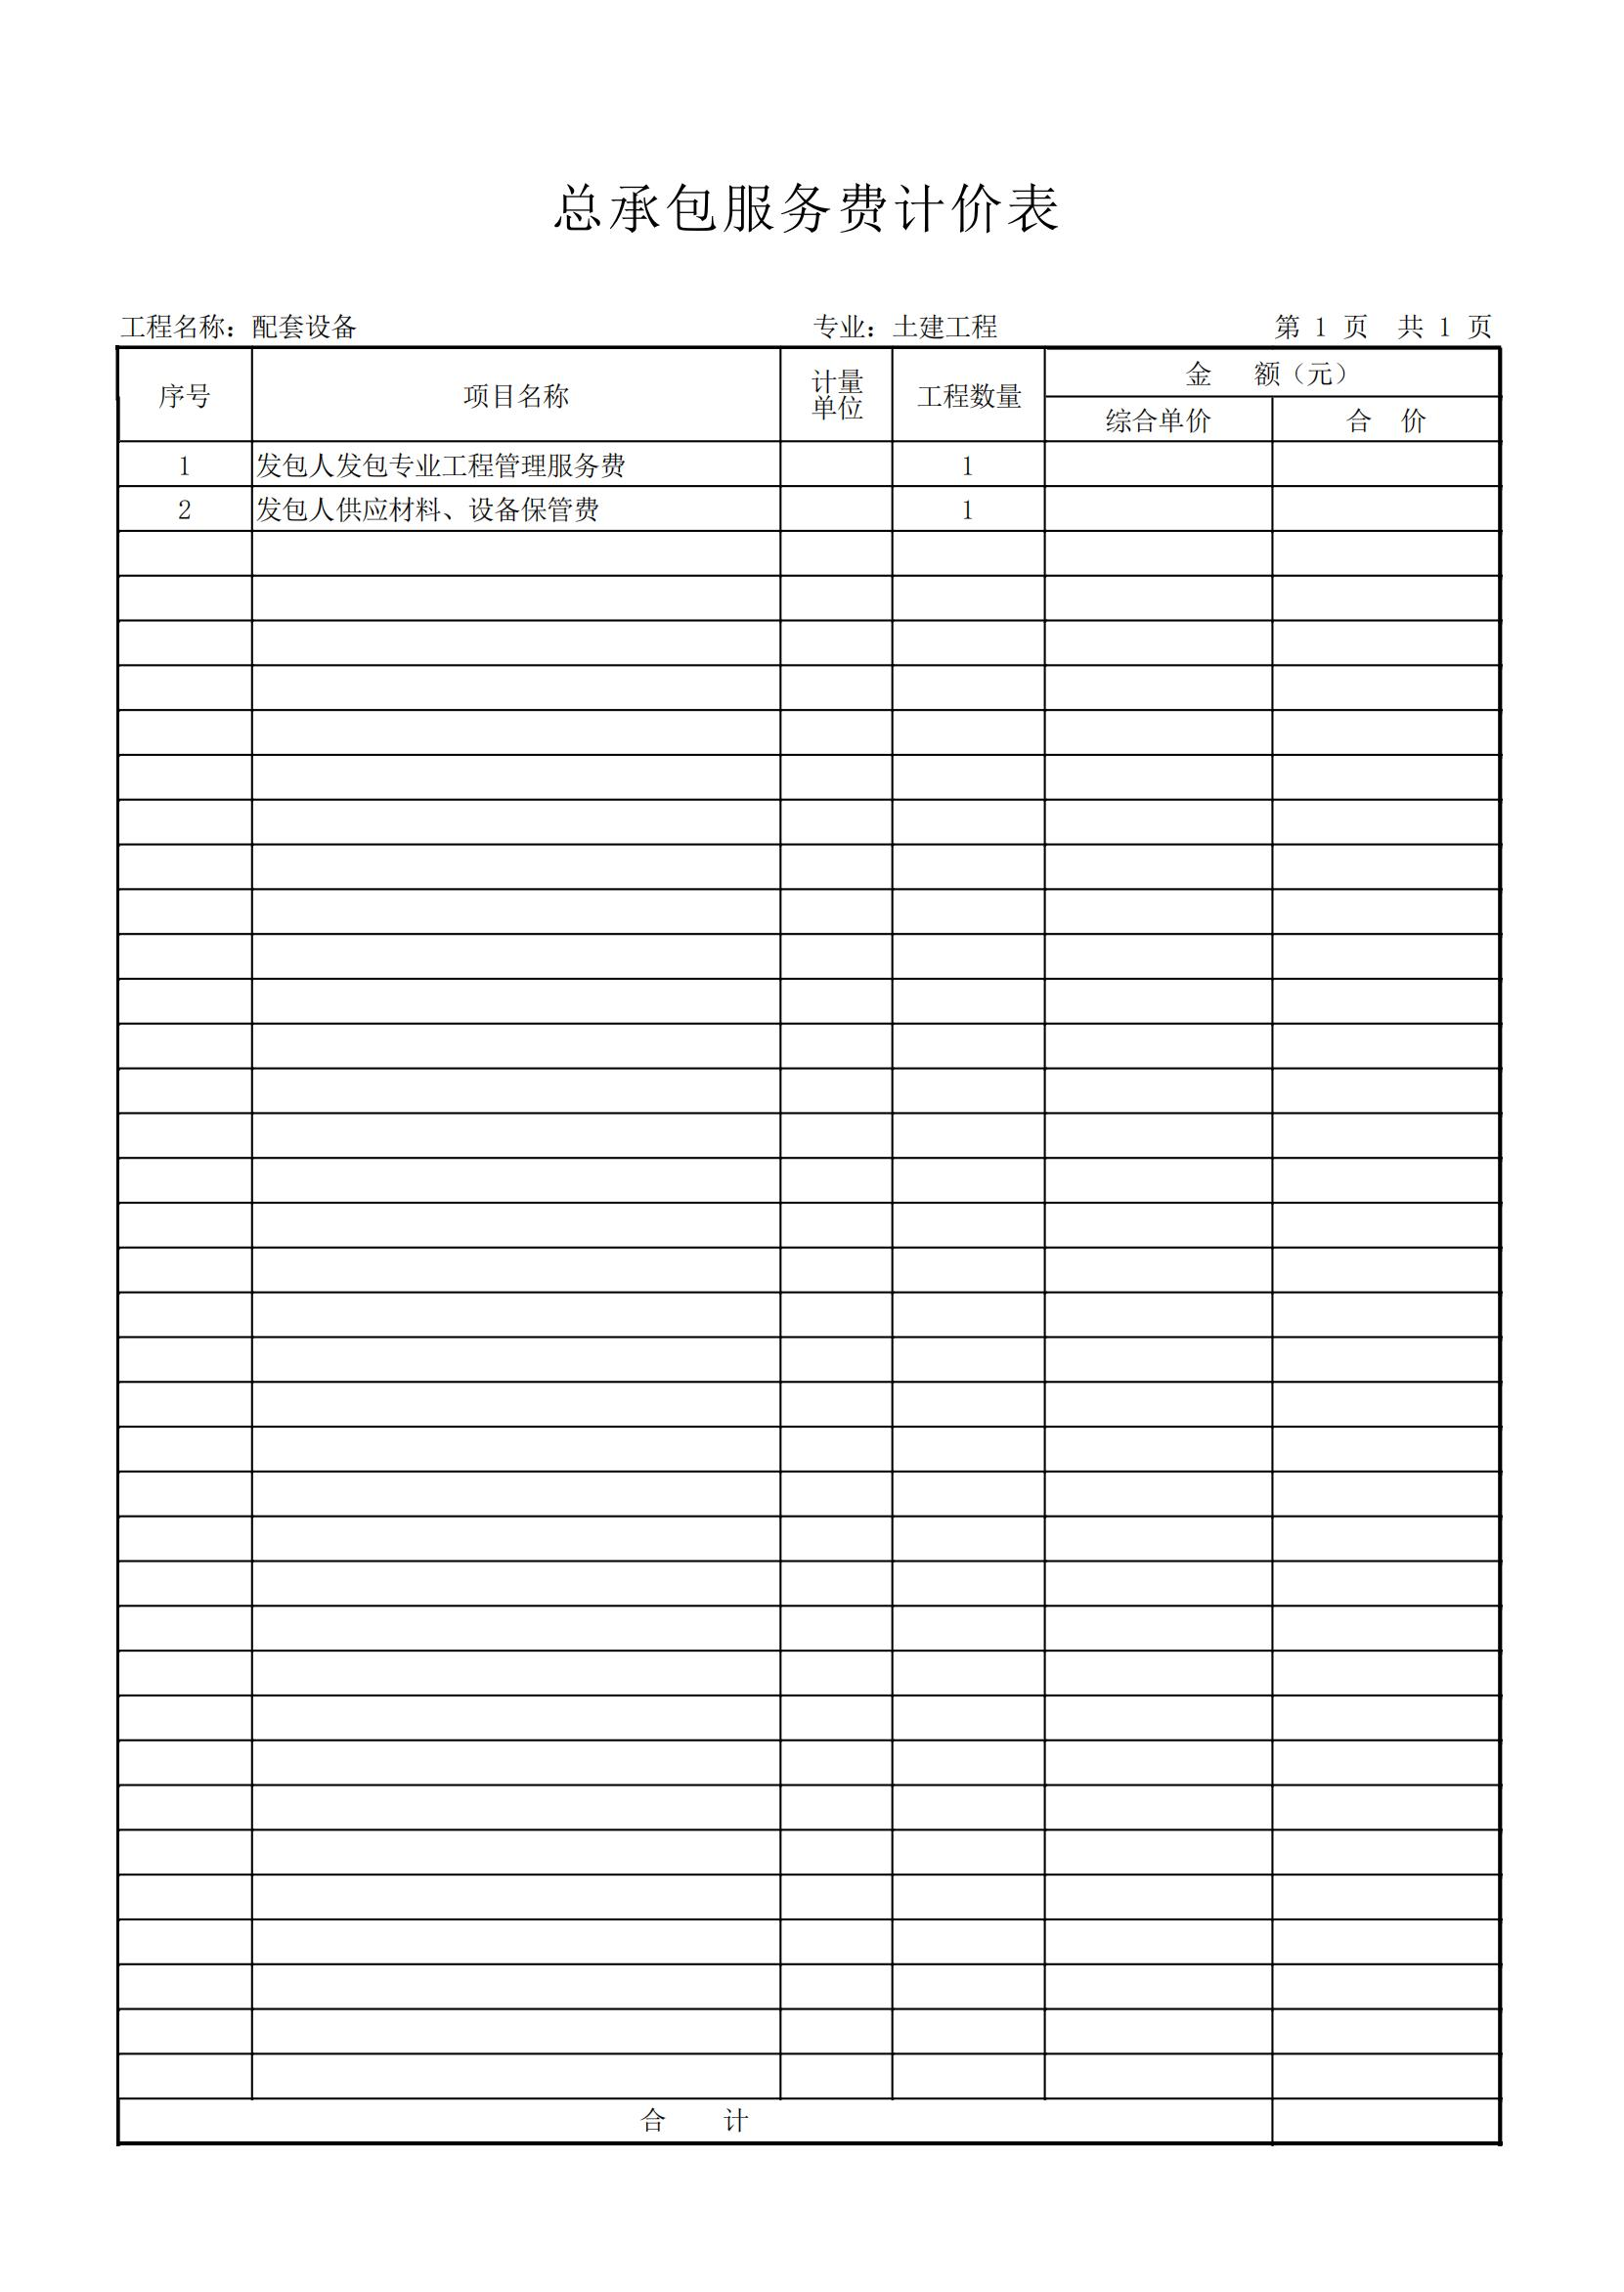 总承包服务费计价表
工程名称：配套设备 专业：土建工程 第 1 页 共 1 页
序号 项目名称 计量单位 工程数量 金 额（元）
综合单价 合 价
1 发包人发包专业工程管理服务费 1
2 发包人供应材料、设备保管费 1
合 计